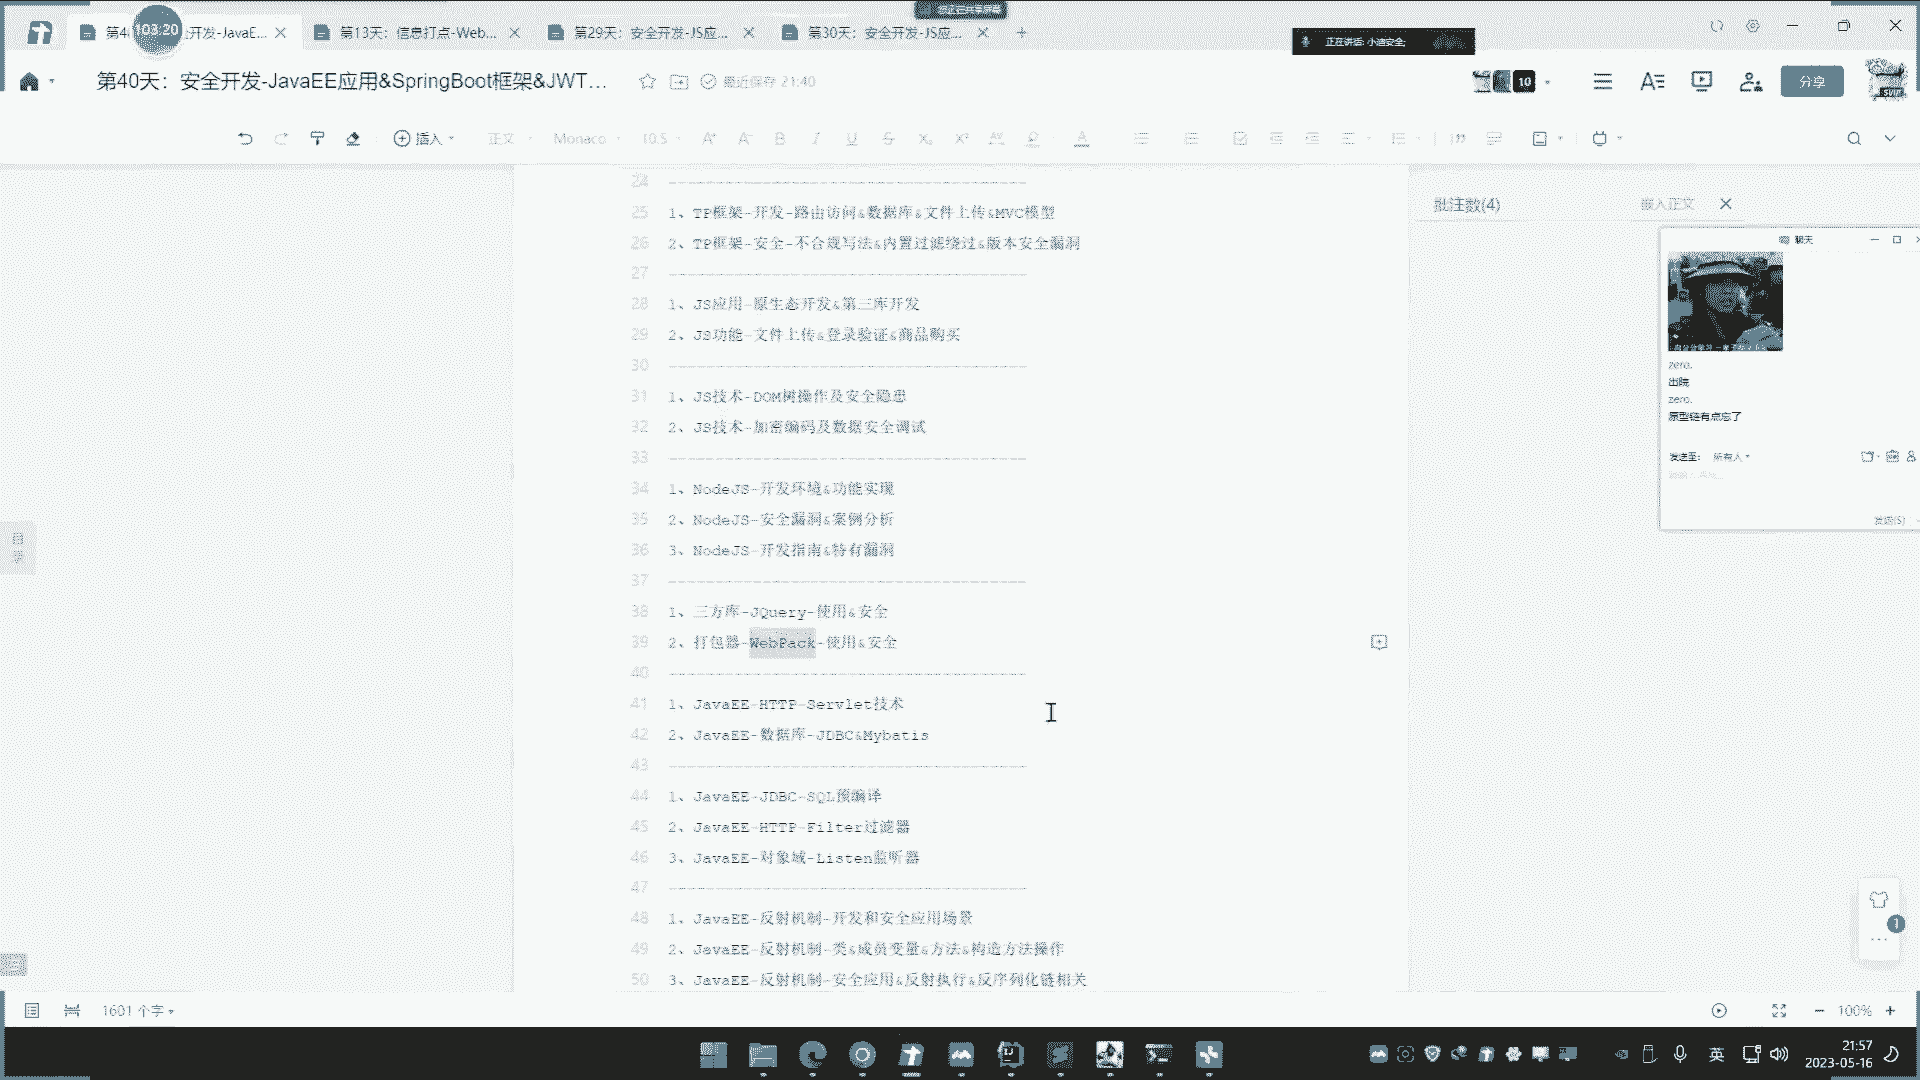 第4
103:20
开发-JavaE...
第13天：信息打点-Web...
第29天：安全开发-JS应...
第30天：安全开发-JS应...
正在讲话: 小迪安全;
第40天：安全开发-JavaEE应用&SpringBoot框架&JWT...
最近保存 21:40
10
分享
插入
正文
Monaco
10.5
24 ----------------------------------------
25 1、TP框架-开发-路由访问&数据库&文件上传&MVC模型
26 2、TP框架-安全-不合规写法&内置过滤绕过&版本安全漏洞
27 ----------------------------------------
28 1、JS应用-原生态开发&第三库开发
29 2、JS功能-文件上传&登录验证&商品购买
30 ----------------------------------------
31 1、JS技术-DOM树操作及安全隐患
32 2、JS技术-加密编码及数据安全调试
33 ----------------------------------------
34 1、NodeJS-开发环境&功能实现
35 2、NodeJS-安全漏洞&案例分析
36 3、NodeJS-开发指南&特有漏洞
37 ----------------------------------------
38 1、三方库-JQuery-使用&安全
39 2、打包器-WebPack-使用&安全
40 ----------------------------------------
41 1、JavaEE-HTTP-Servlet技术
42 2、JavaEE-数据库-JDBC&Mybatis
43 ----------------------------------------
44 1、JavaEE-JDBC-SQL预编译
45 2、JavaEE-HTTP-Filter过滤器
46 3、JavaEE-对象域-Listen监听器
47 ----------------------------------------
48 1、JavaEE-反射机制-开发和安全应用场景
49 2、JavaEE-反射机制-类&成员变量&方法&构造方法操作
50 3、JavaEE-反射机制-安全应用&反射执行&反序列化链相关
批注数(4)
嵌入正文
聊天
zero.
出院
zero.
原型链有点忘了
发送至: 所有人
发送(S)
目录
1
1601 个字
100%
英
21:57
2023-05-16